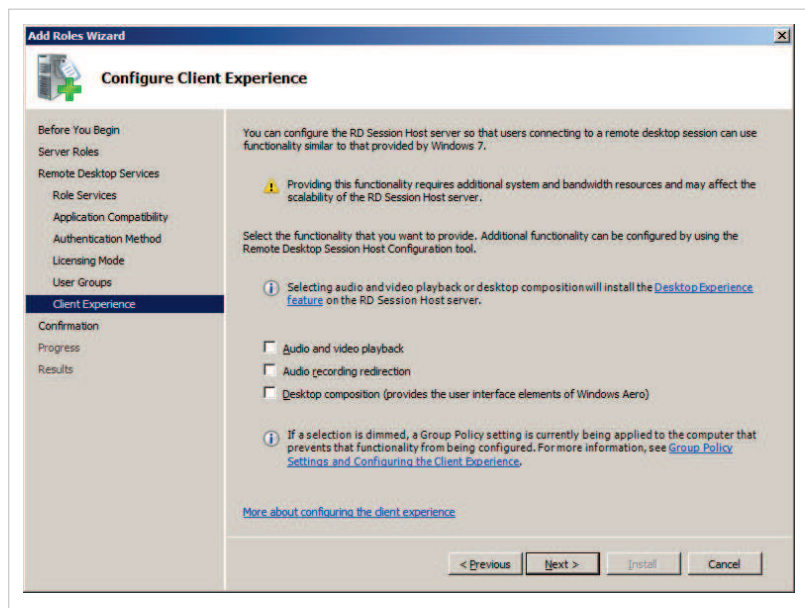 Add Roles Wizard
Configure Client Experience
Before You Begin
Server Roles
Remote Desktop Services
Role Services
Application Compatibility
Authentication Method
Licensing Mode
User Groups
Client Experience
Confirmation
Progress
Results
You can configure the RD Session Host server so that users connecting to a remote desktop session can use
functionality similar to that provided by Windows 7.
Providing this functionality requires additional system and bandwidth resources and may affect the
scalability of the RD Session Host server.
Select the functionality that you want to provide. Additional functionality can be configured by using the
Remote Desktop Session Host Configuration tool.
Selecting audio and video playback or desktop composition will install the Desktop Experience
feature on the RD Session Host server.
Audio and video playback
Audio recording redirection
Desktop composition (provides the user interface elements of Windows Aero)
If a selection is dimmed, a Group Policy setting is currently being applied to the computer that
prevents that functionality from being configured. For more information, see Group Policy
Settings and Configuring the Client Experience.
More about configuring the client experience
< Previous Next > Install Cancel